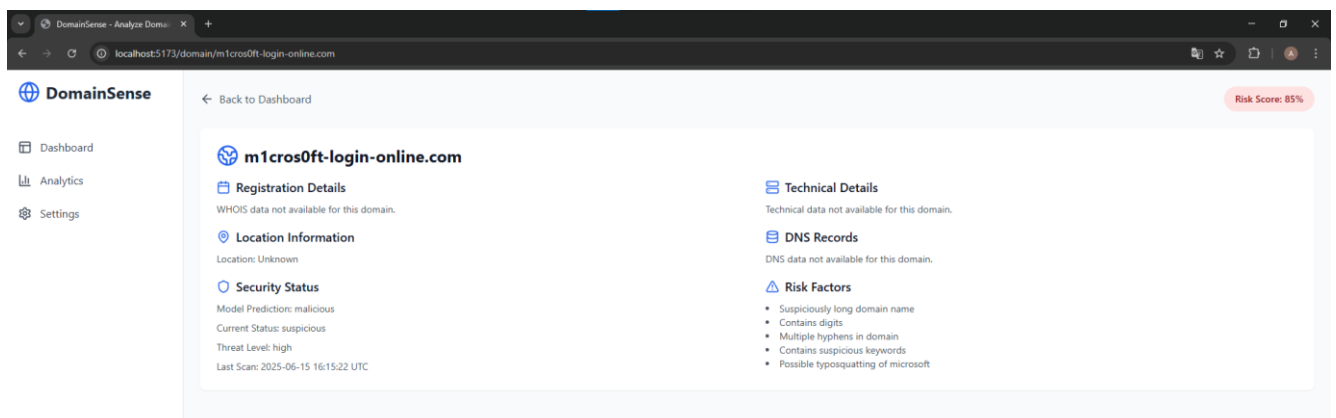 DomainSense - Analyze Domai
localhost:5173/domain/m1cros0ft-login-online.com
A
DomainSense
Back to Dashboard
Risk Score: 85%
Dashboard
Analytics
Settings
m1cros0ft-login-online.com
Registration Details
WHOIS data not available for this domain.
Technical Details
Technical data not available for this domain.
Location Information
Location: Unknown
DNS Records
DNS data not available for this domain.
Security Status
Model Prediction: malicious
Current Status: suspicious
Threat Level: high
Last Scan: 2025-06-15 16:15:22 UTC
Risk Factors
• Suspiciously long domain name
• Contains digits
• Multiple hyphens in domain
• Contains suspicious keywords
• Possible typosquatting of microsoft